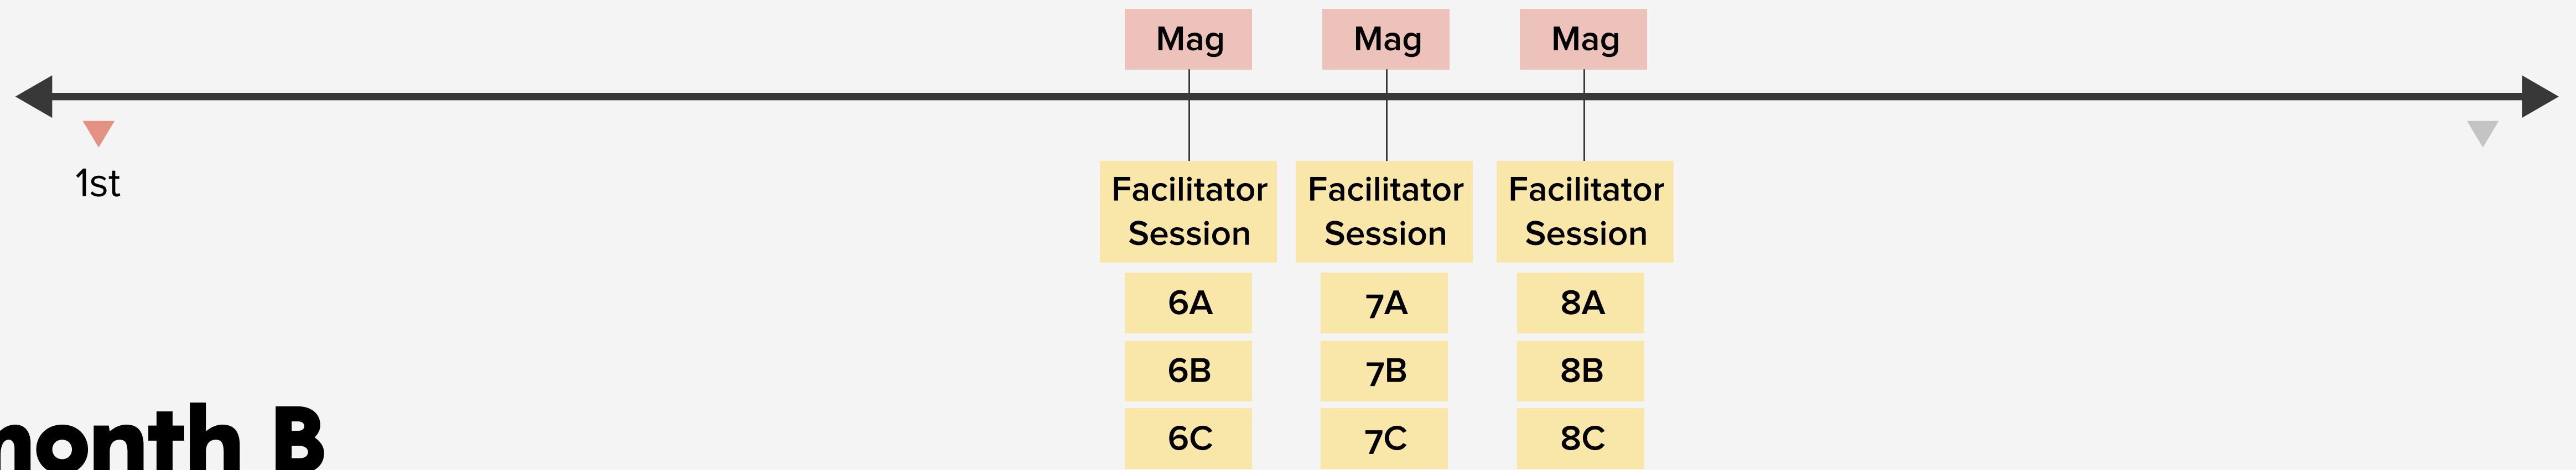 Mag Mag Mag
1st
Facilitator Session
Facilitator Session
Facilitator Session
6A 7A 8A
6B 7B 8B
6C 7C 8C
month B